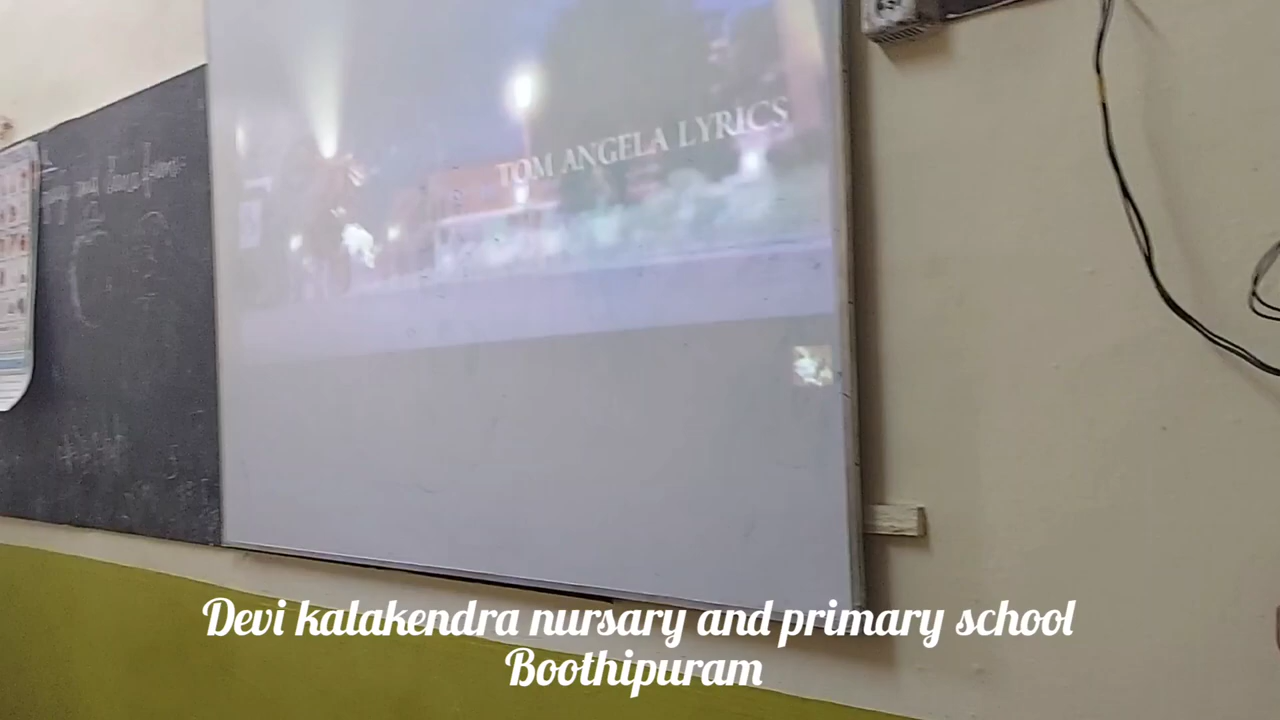 TOM ANGELA LYRICS
Devi kalakendra nursary and primary school
Boothipuram